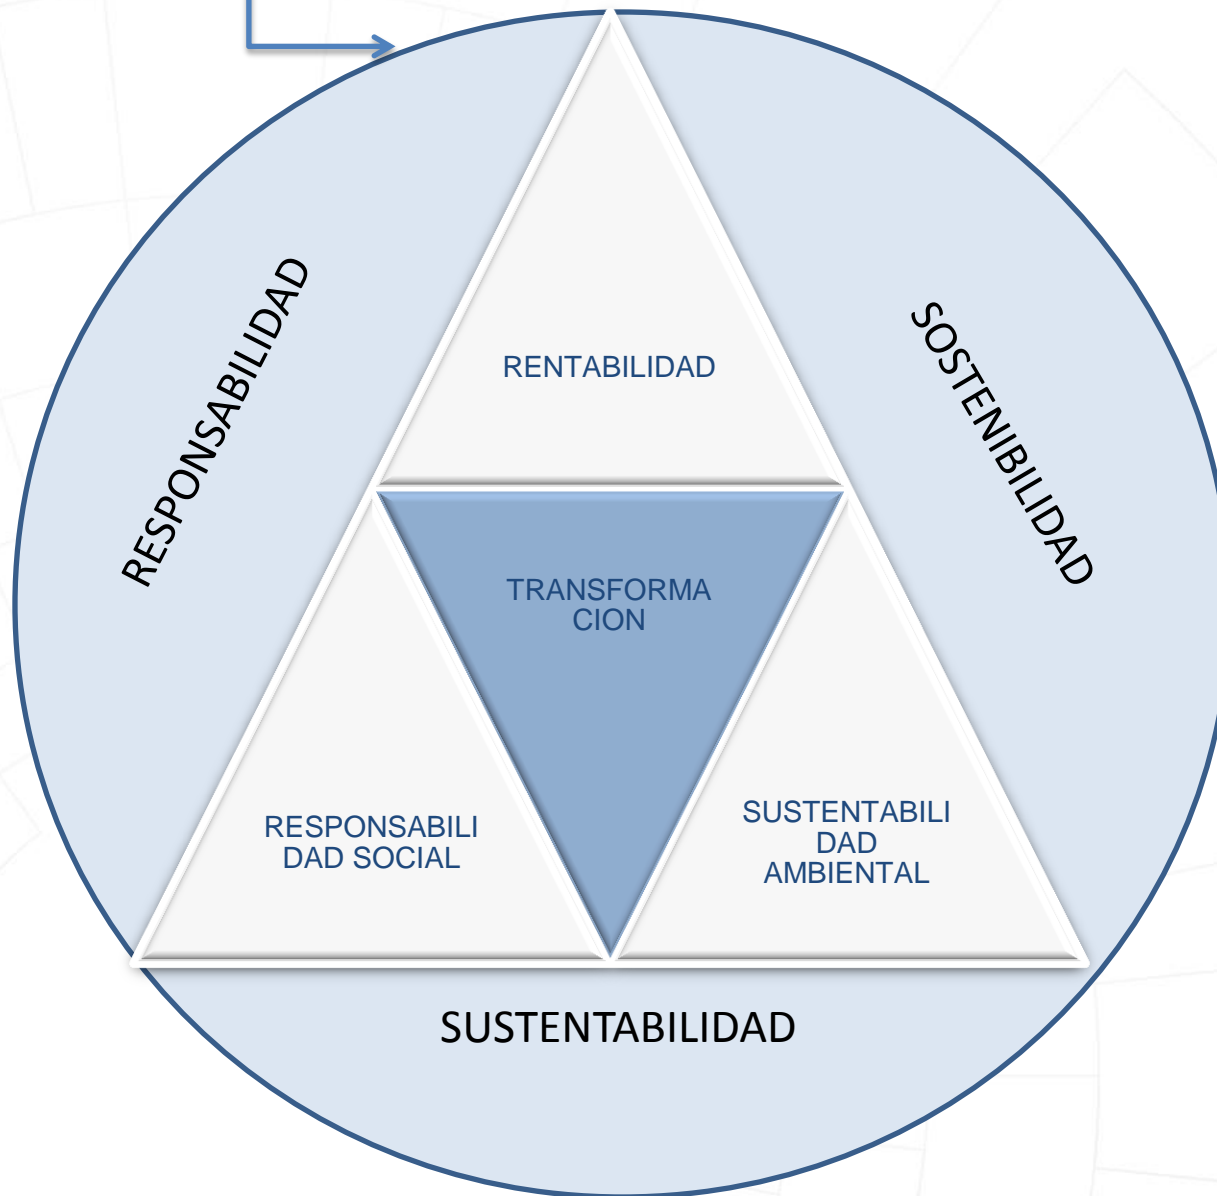 RENTABILIDAD
RESPONSABILIDAD
SOSTENIBILIDAD
TRANSFORMA
CION
RESPONSABILI
DAD SOCIAL
SUSTENTABILI
DAD
AMBIENTAL
SUSTENTABILIDAD